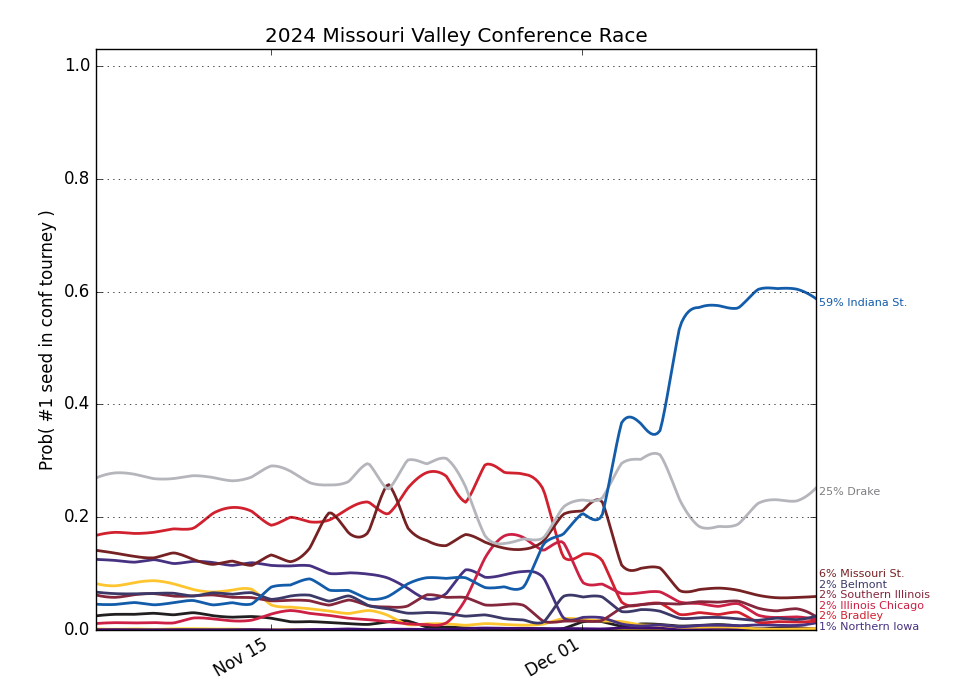 2024 Missouri Valley Conference Race
Prob( #1 seed in conf tourney )
1.0
0.8
0.6
0.4
0.2
0.0
Nov 15
Dec 01
59% Indiana St.
25% Drake
6% Missouri St.
2% Belmont
2% Southern Illinois
2% Illinois Chicago
2% Bradley
1% Northern Iowa